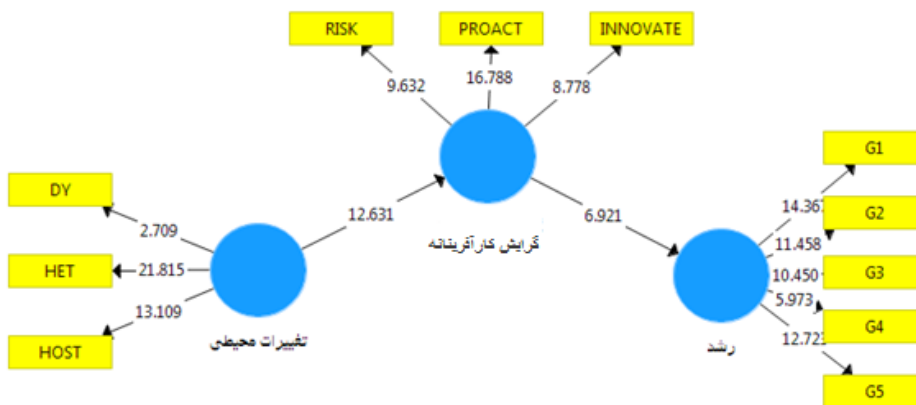 RISK
PROACT
INNOVATE
9.632
16.788
8.778
DY
HET
HOST
2.709
21.815
13.109
12.631
6.921
گرایش کارآفرینانه
تغییرات محیطی
رشد
G1
G2
G3
G4
G5
14.36
11.458
10.450
5.973
12.72